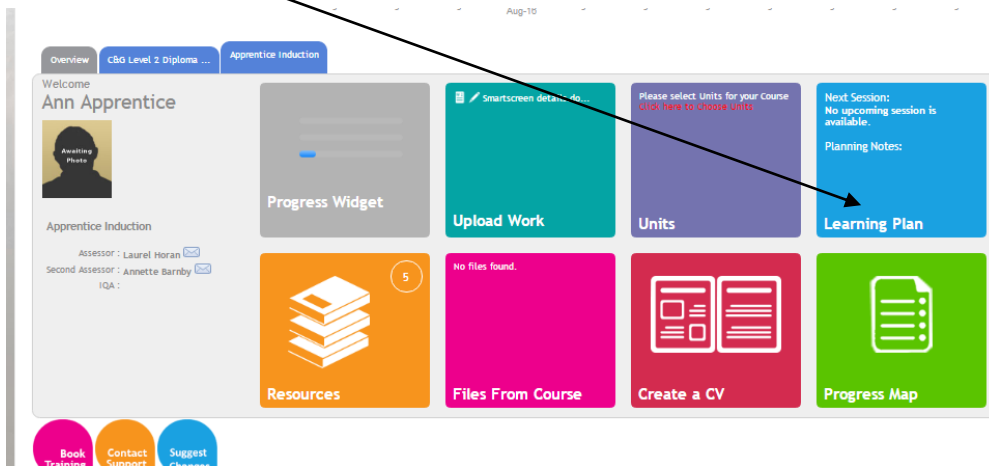 Aug-16
Overview
C&G Level 2 Diploma ...
Apprentice Induction
Welcome
Ann Apprentice
Awaiting
Photo
Apprentice Induction
Assessor : Laurel Horan
Second Assessor : Annette Barnby
IQA :
Progress Widget
Smartscreen details do...
Upload Work
Please select Units for your Course
Click here to choose units
Units
Next Session:
No upcoming session is
available.
Planning Notes:
Learning Plan
5
Resources
No files found.
Files From Course
Create a CV
Progress Map
Book
Training
Contact
Support
Suggest
Changes